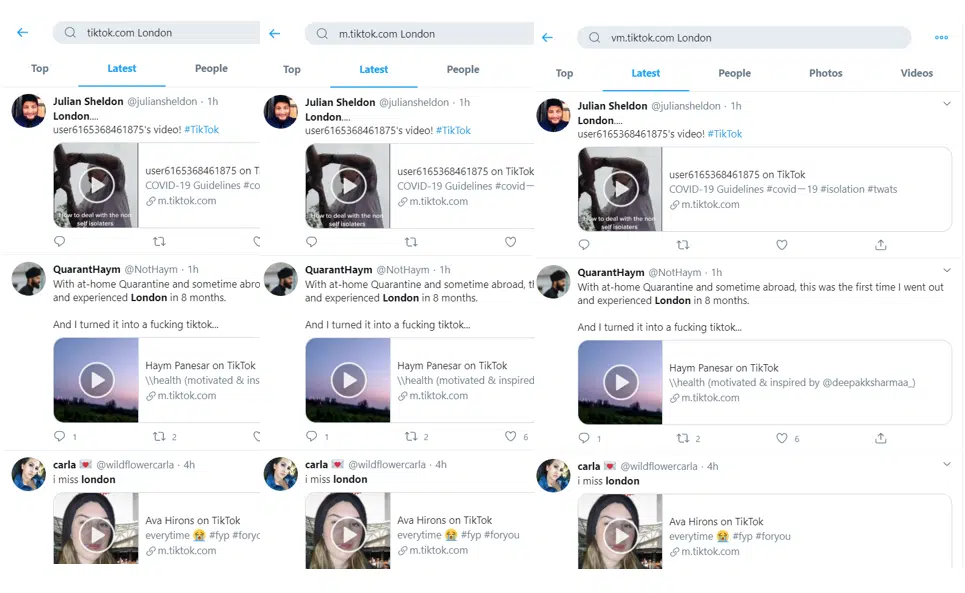 tiktok.com London
Top
Latest
People
Julian Sheldon @juliansheldon · 1h
London....
user6165368461875's video! #TikTok
How to deal with the non
self isolaters
user6165368461875 on T
COVID-19 Guidelines #co
m.tiktok.com
QuarantHaym @NotHaym · 1h
With at-home Quarantine and sometime abro
and experienced London in 8 months.
And I turned it into a fucking tiktok...
Haym Panesar on TikTok
\\health (motivated & ins
m.tiktok.com
1
2
carla 💌 @wildflowercarla · 4h
i miss london
Ava Hirons on TikTok
everytime 😭 #fyp #foryo
m.tiktok.com
m.tiktok.com London
Top
Latest
People
Julian Sheldon @juliansheldon · 1h
London....
user6165368461875's video! #TikTok
How to deal with the non
self isolaters
user6165368461875 on TikTok
COVID-19 Guidelines #covid—
m.tiktok.com
QuarantHaym @NotHaym · 1h
With at-home Quarantine and sometime abroad, t
and experienced London in 8 months.
And I turned it into a fucking tiktok...
Haym Panesar on TikTok
\\health (motivated & inspired
m.tiktok.com
1
2
6
carla 💌 @wildflowercarla · 4h
i miss london
Ava Hirons on TikTok
everytime 😭 #fyp #foryou
m.tiktok.com
vm.tiktok.com London
Top
Latest
People
Photos
Videos
Julian Sheldon @juliansheldon · 1h
London....
user6165368461875's video! #TikTok
How to deal with the non
self isolaters
user6165368461875 on TikTok
COVID-19 Guidelines #covid—19 #isolation #twats
m.tiktok.com
QuarantHaym @NotHaym · 1h
With at-home Quarantine and sometime abroad, this was the first time I went out
and experienced London in 8 months.
And I turned it into a fucking tiktok...
Haym Panesar on TikTok
\\health (motivated & inspired by @deepakksharmaa_)
m.tiktok.com
1
2
6
carla 💌 @wildflowercarla · 4h
i miss london
Ava Hirons on TikTok
everytime 😭 #fyp #foryou
m.tiktok.com